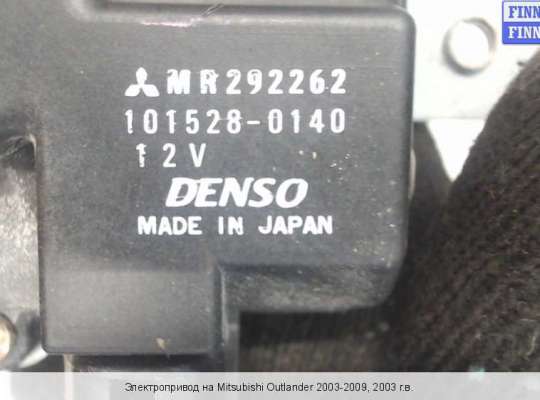 FINN
FINN
MR292262
101528-0140
12V
DENSO
MADE IN JAPAN
Электропривод на Mitsubishi Outlander 2003-2009, 2003 г.в.